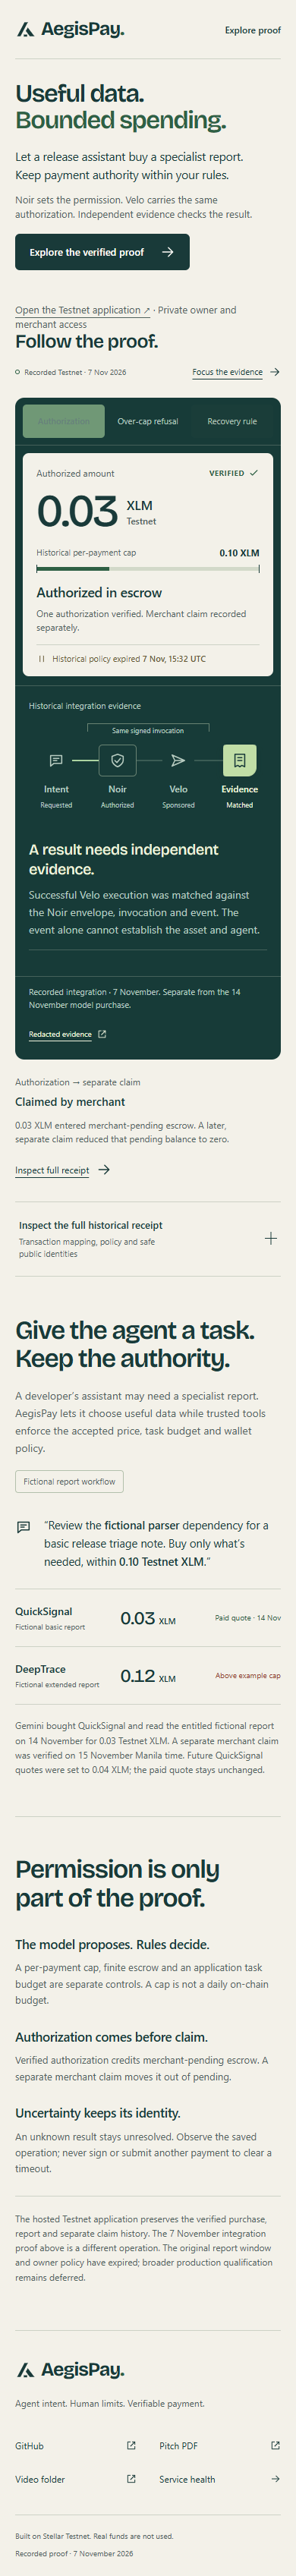 AegisPay.
Explore proof
Useful data.
Bounded spending.
Let a release assistant buy a specialist report.
Keep payment authority within your rules.
Noir sets the permission. Velo carries the same
authorization. Independent evidence checks the result.
Explore the verified proof →
Open the Testnet application ↗ · Private owner and
merchant access
Follow the proof.
Recorded Testnet · 7 Nov 2026
Focus the evidence →
Authorization
Over-cap refusal
Recovery rule
Authorized amount
VERIFIED ✓
0.03 XLM
Testnet
Historical per-payment cap
0.10 XLM
Authorized in escrow
One authorization verified. Merchant claim recorded
separately.
Historical policy expired 7 Nov, 15:32 UTC
Historical integration evidence
Same signed invocation
Intent
Noir
Velo
Evidence
Requested
Authorized
Sponsored
Matched
A result needs independent
evidence.
Successful Velo execution was matched against
the Noir envelope, invocation and event. The
event alone cannot establish the asset and agent.
Recorded integration · 7 November. Separate from the 14
November model purchase.
Redacted evidence
Authorization → separate claim
Claimed by merchant
0.03 XLM entered merchant-pending escrow. A later,
separate claim reduced that pending balance to zero.
Inspect full receipt →
Inspect the full historical receipt
Transaction mapping, policy and safe
public identities
Give the agent a task.
Keep the authority.
A developer's assistant may need a specialist report.
AegisPay lets it choose useful data while trusted tools
enforce the accepted price, task budget and wallet
policy.
Fictional report workflow
“Review the fictional parser dependency for a
basic release triage note. Buy only what's
needed, within 0.10 Testnet XLM.”
QuickSignal
Fictional basic report
0.03 XLM
Paid quote · 14 Nov
DeepTrace
Fictional extended report
0.12 XLM
Above example cap
Gemini bought QuickSignal and read the entitled fictional report
on 14 November for 0.03 Testnet XLM. A separate merchant claim
was verified on 15 November Manila time. Future QuickSignal
quotes were set to 0.04 XLM; the paid quote stays unchanged.
Permission is only
part of the proof.
The model proposes. Rules decide.
A per-payment cap, finite escrow and an application task
budget are separate controls. A cap is not a daily on-chain
budget.
Authorization comes before claim.
Verified authorization credits merchant-pending escrow. A
separate merchant claim moves it out of pending.
Uncertainty keeps its identity.
An unknown result stays unresolved. Observe the saved
operation; never sign or submit another payment to clear a
timeout.
The hosted Testnet application preserves the verified purchase,
report and separate claim history. The 7 November integration
proof above is a different operation. The original report window
and owner policy have expired; broader production qualification
remains deferred.
AegisPay.
Agent intent. Human limits. Verifiable payment.
GitHub
Pitch PDF
Video folder
Service health →
Built on Stellar Testnet. Real funds are not used.
Recorded proof · 7 November 2026